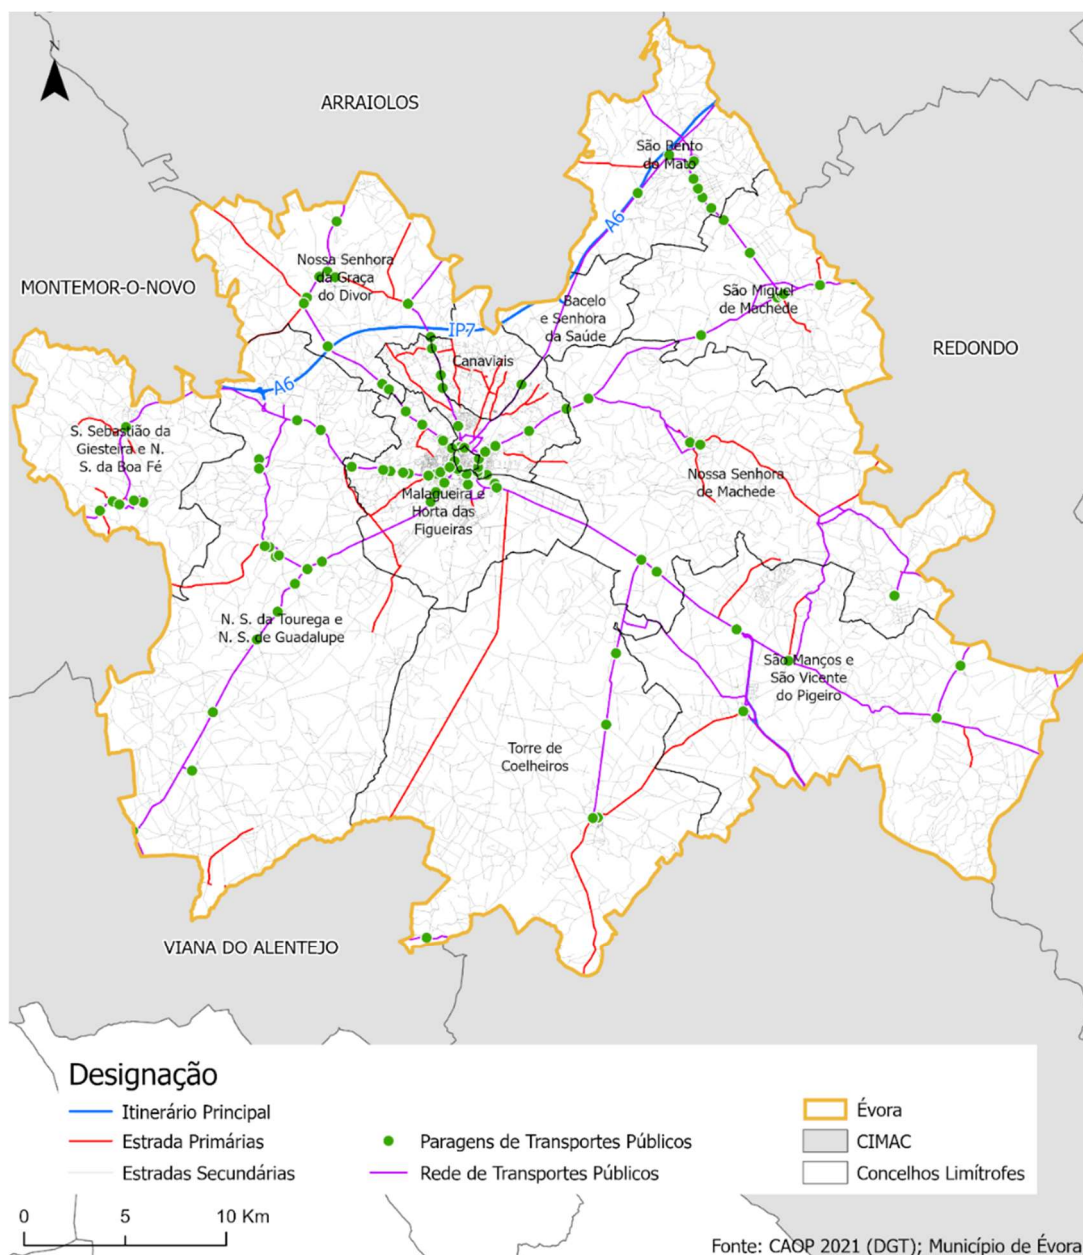 N
ARRAIOLOS
São Bento
do Mato
A6
Nossa Senhora
da Graça
do Divor
MONTEMOR-O-NOVO
São Miguel
de Machede
Bacelo
e Senhora
da Saúde
IP7
REDONDO
Canaviais
A6
S. Sebastião da
Giesteira e N.
S. da Boa Fé
Nossa Senhora
de Machede
Malagueira e
Horta das
Figueiras
N. S. da Tourega e
N. S. de Guadalupe
São Manços e
São Vicente
do Pigeiro
Torre de
Coelheiros
VIANA DO ALENTEJO
Designação
Itinerário Principal
Estrada Primárias
Estradas Secundárias
Paragens de Transportes Públicos
Rede de Transportes Públicos
Évora
CIMAC
Concelhos Limítrofes
0 5 10 Km
Fonte: CAOP 2021 (DGT); Município de Évora